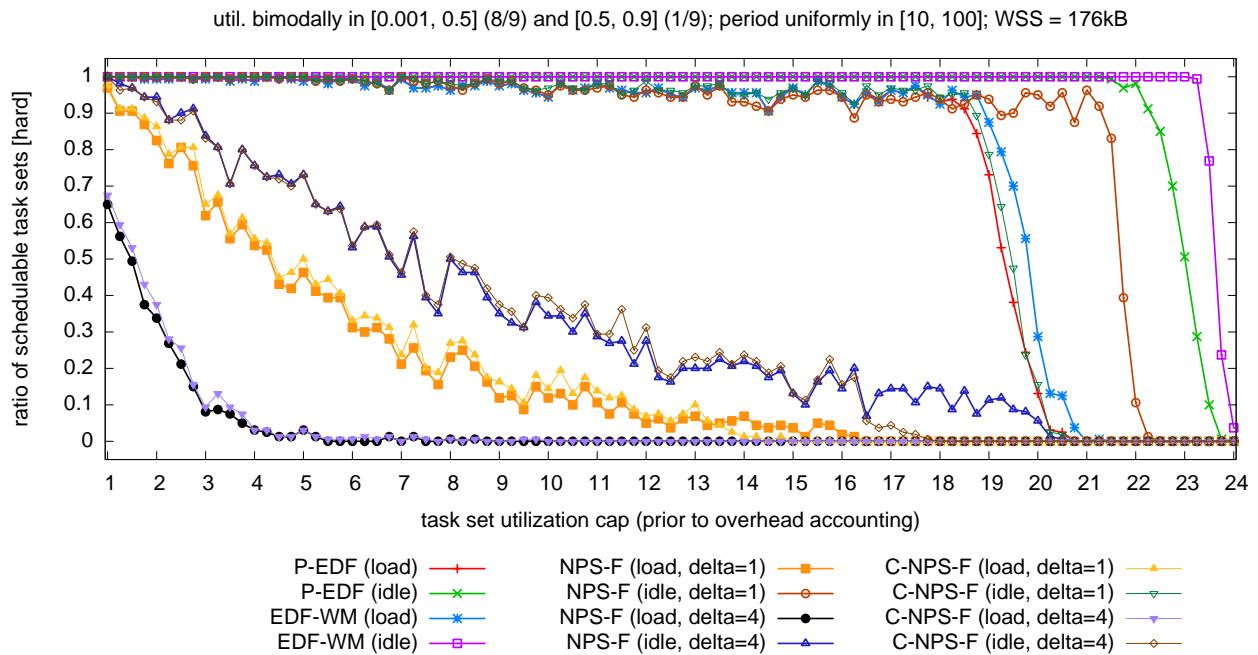 util. bimodally in [0.001, 0.5] (8/9) and [0.5, 0.9] (1/9); period uniformly in [10, 100]; WSS = 176kB
ratio of schedulable task sets [hard]
1
0.9
0.8
0.7
0.6
0.5
0.4
0.3
0.2
0.1
0
1 2 3 4 5 6 7 8 9 10 11 12 13 14 15 16 17 18 19 20 21 22 23 24
task set utilization cap (prior to overhead accounting)
P-EDF (load) NPS-F (load, delta=1) C-NPS-F (load, delta=1)
P-EDF (idle) NPS-F (idle, delta=1) C-NPS-F (idle, delta=1)
EDF-WM (load) NPS-F (load, delta=4) C-NPS-F (load, delta=4)
EDF-WM (idle) NPS-F (idle, delta=4) C-NPS-F (idle, delta=4)